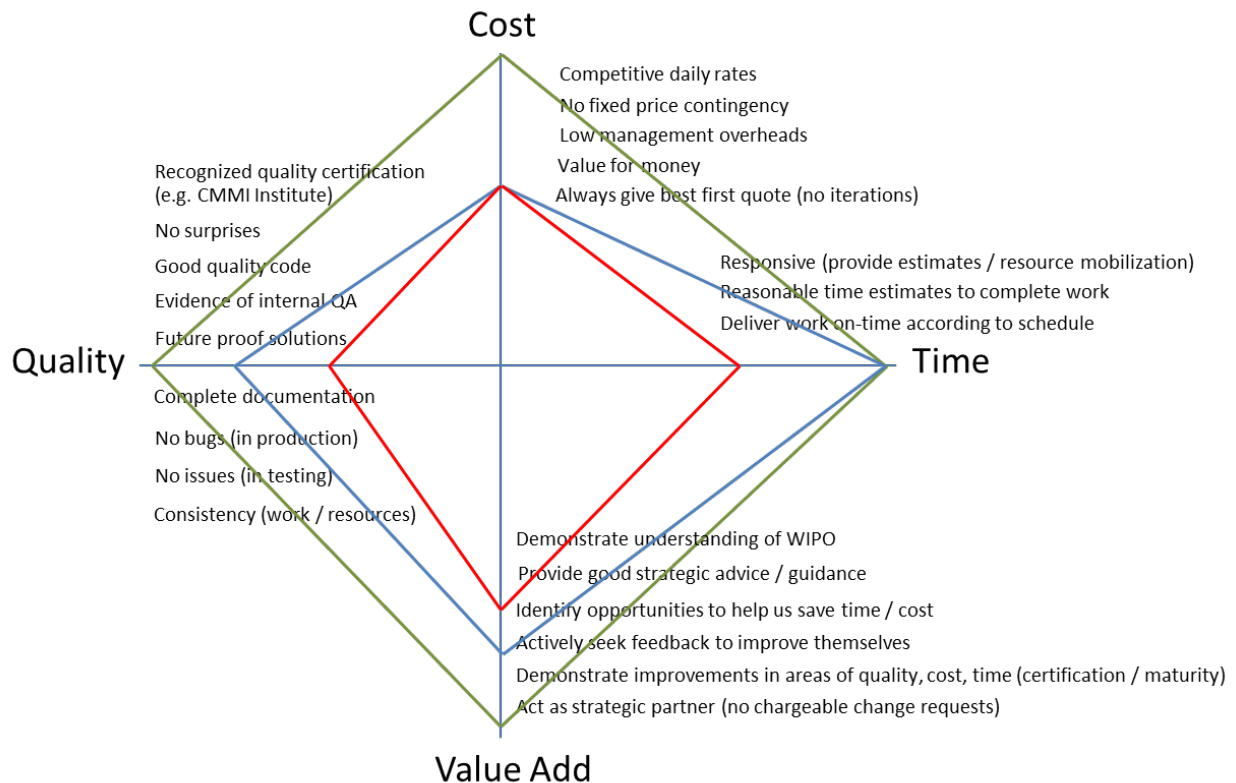 Cost
Competitive daily rates
No fixed price contingency
Low management overheads
Value for money
Always give best first quote (no iterations)
Recognized quality certification
(e.g. CMMI Institute)
No surprises
Good quality code
Evidence of internal QA
Future proof solutions
Responsive (provide estimates / resource mobilization)
Reasonable time estimates to complete work
Deliver work on-time according to schedule
Quality
Time
Complete documentation
No bugs (in production)
No issues (in testing)
Consistency (work / resources)
Demonstrate understanding of WIPO
Provide good strategic advice / guidance
Identify opportunities to help us save time / cost
Actively seek feedback to improve themselves
Demonstrate improvements in areas of quality, cost, time (certification / maturity)
Act as strategic partner (no chargeable change requests)
Value Add